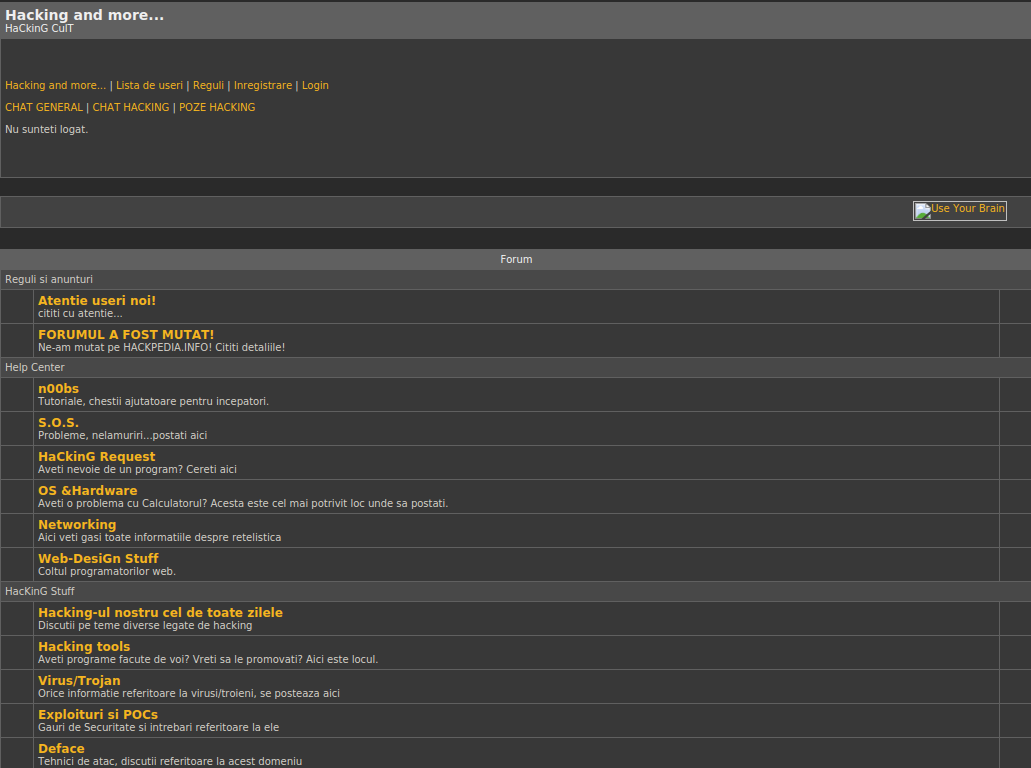 Hacking and more...
HaCkinG CulT
Hacking and more... | Lista de useri | Reguli | Inregistrare | Login
CHAT GENERAL | CHAT HACKING | POZE HACKING
Nu sunteti logat.
Use Your Brain
Forum
Reguli si anunturi
Atentie useri noi!
cititi cu atentie...
FORUMUL A FOST MUTAT!
Ne-am mutat pe HACKPEDIA.INFO! Cititi detaliile!
Help Center
n00bs
Tutoriale, chestii ajutatoare pentru incepatori.
S.O.S.
Probleme, nelamuriri...postati aici
HaCkinG Request
Aveti nevoie de un program? Cereti aici
OS &Hardware
Aveti o problema cu Calculatorul? Acesta este cel mai potrivit loc unde sa postati.
Networking
Aici veti gasi toate informatiile despre retelistica
Web-DesiGn Stuff
Coltul programatorilor web.
HacKinG Stuff
Hacking-ul nostru cel de toate zilele
Discutii pe teme diverse legate de hacking
Hacking tools
Aveti programe facute de voi? Vreti sa le promovati? Aici este locul.
Virus/Trojan
Orice informatie referitoare la virusi/troieni, se posteaza aici
Exploituri si POCs
Gauri de Securitate si intrebari referitoare la ele
Deface
Tehnici de atac, discutii referitoare la acest domeniu